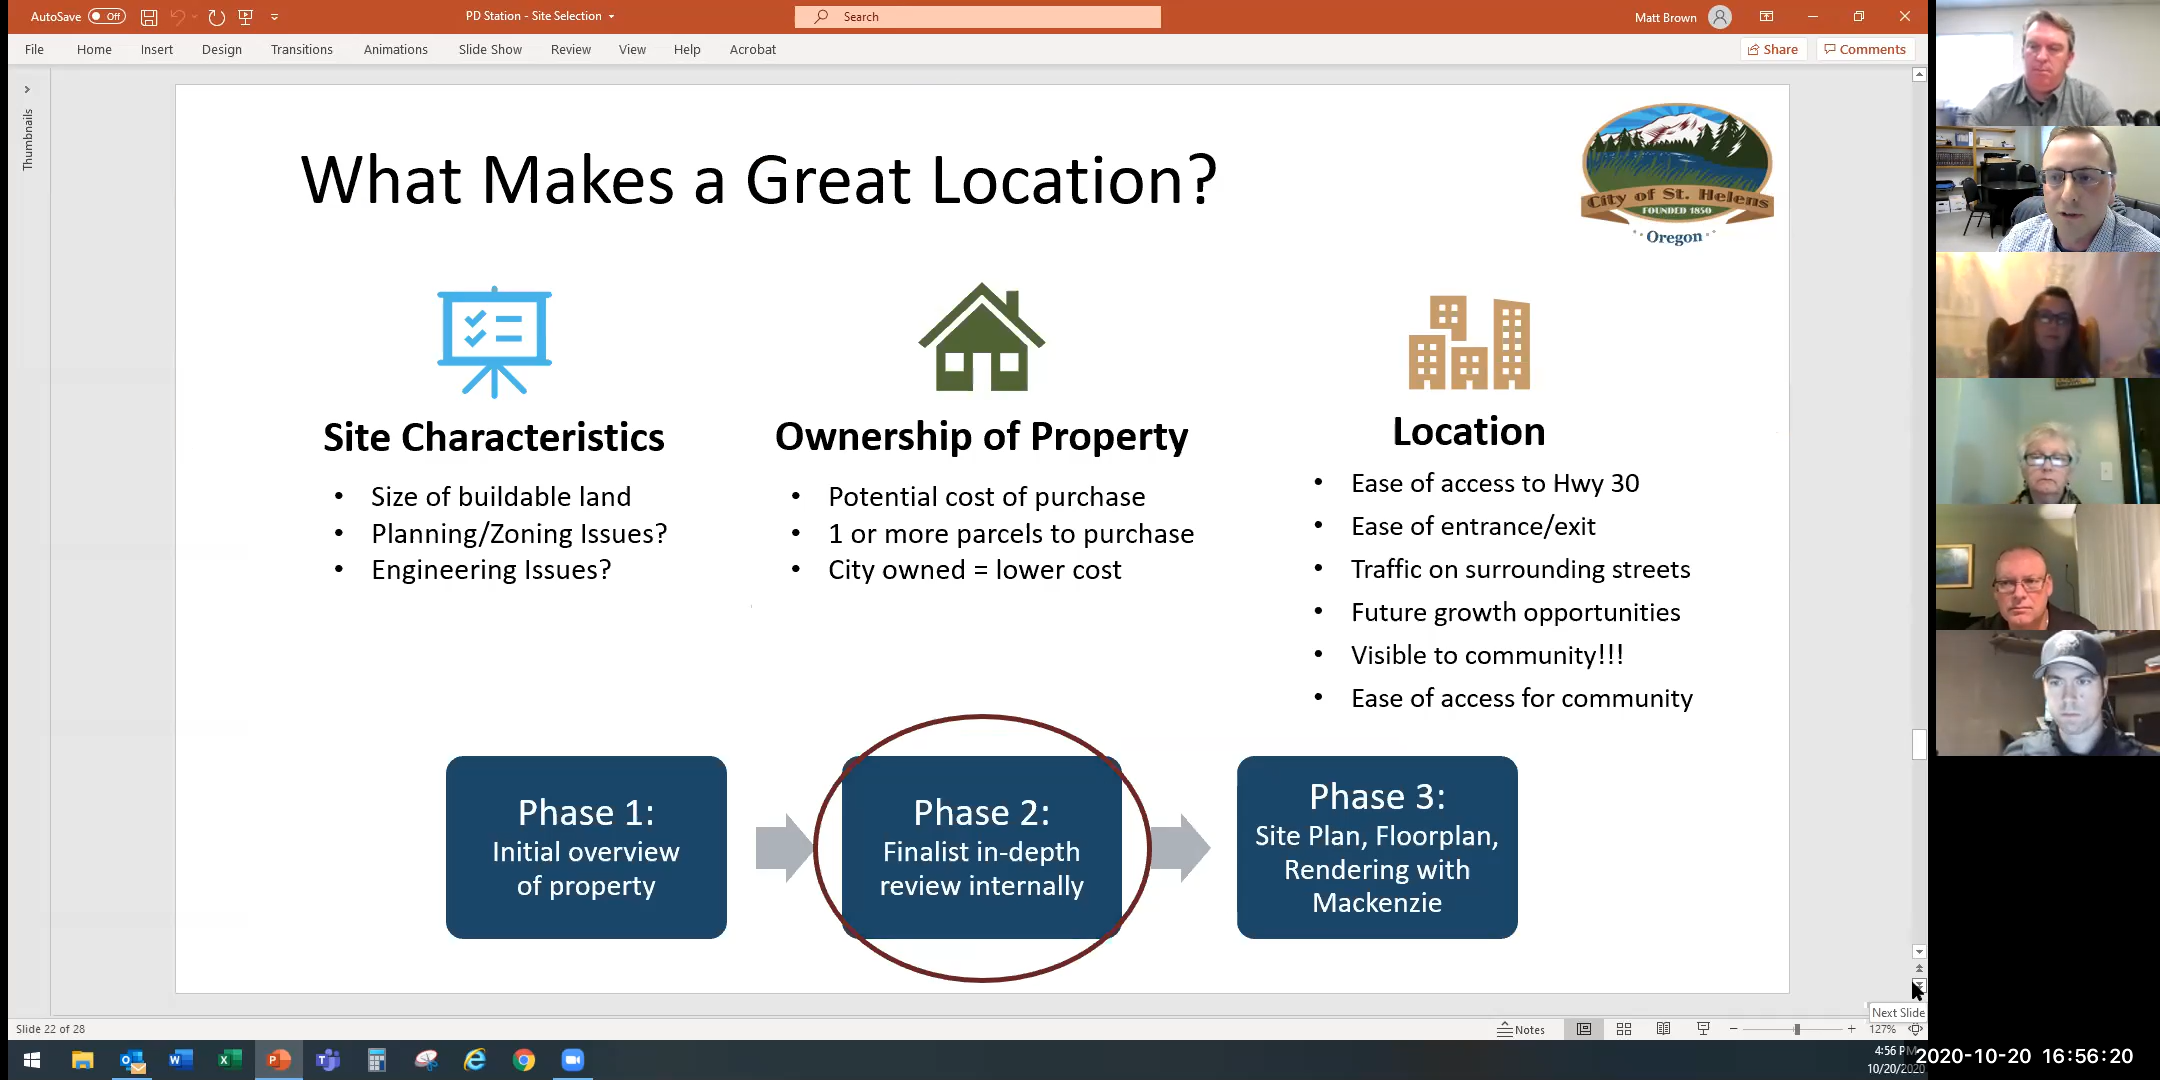 AutoSave Off
PD Station - Site Selection
Search
Matt Brown
File Home Insert Design Transitions Animations Slide Show Review View Help Acrobat
Share Comments
Thumbnails
What Makes a Great Location?
City of St. Helens
FOUNDED 1850
Oregon
Site Characteristics
• Size of buildable land
• Planning/Zoning Issues?
• Engineering Issues?
Ownership of Property
• Potential cost of purchase
• 1 or more parcels to purchase
• City owned = lower cost
Location
• Ease of access to Hwy 30
• Ease of entrance/exit
• Traffic on surrounding streets
• Future growth opportunities
• Visible to community!!!
• Ease of access for community
Phase 1:
Initial overview
of property
Phase 2:
Finalist in-depth
review internally
Phase 3:
Site Plan, Floorplan,
Rendering with
Mackenzie
Next Slide
Slide 22 of 28
Notes
127%
4:56 PM
10/20/2020
2020-10-20 16:56:20